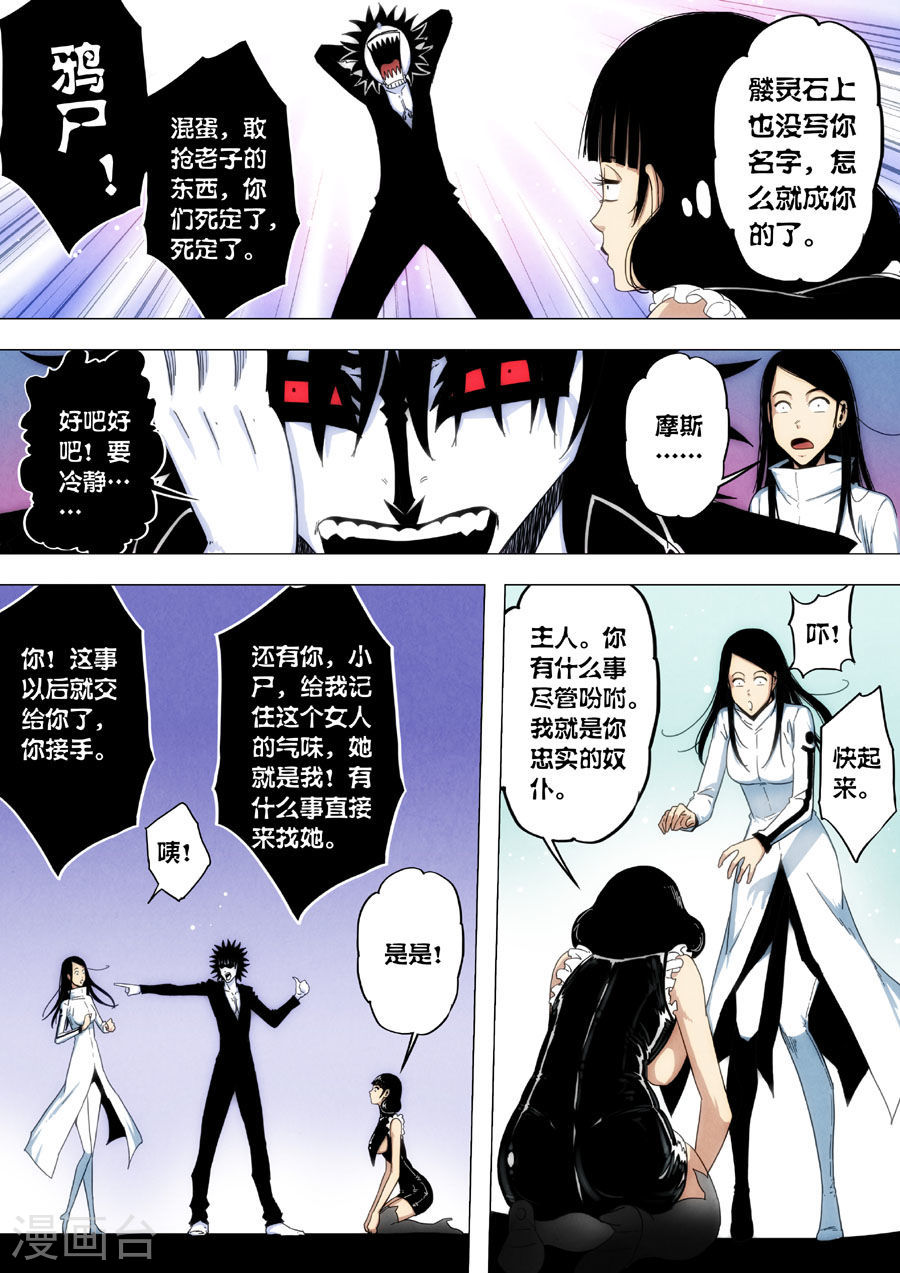 鸦
尸
！
混蛋，敢
抢老子的
东西，你
们死定了，
死定了。
髅灵石上
也没写你
名字，怎
么就成你
的了。
好吧好
吧！要
冷静…
……
摩斯
……
你！这事
以后就交
给你了，
你接手。
还有你，小
尸，给我记
住这个女人
的气味，她
就是我！有
什么事直接
来找她。
咦！
是是！
吓！
快起
来。
主人。你
有什么事
尽管吩咐。
我就是你
忠实的奴
仆。
漫画台